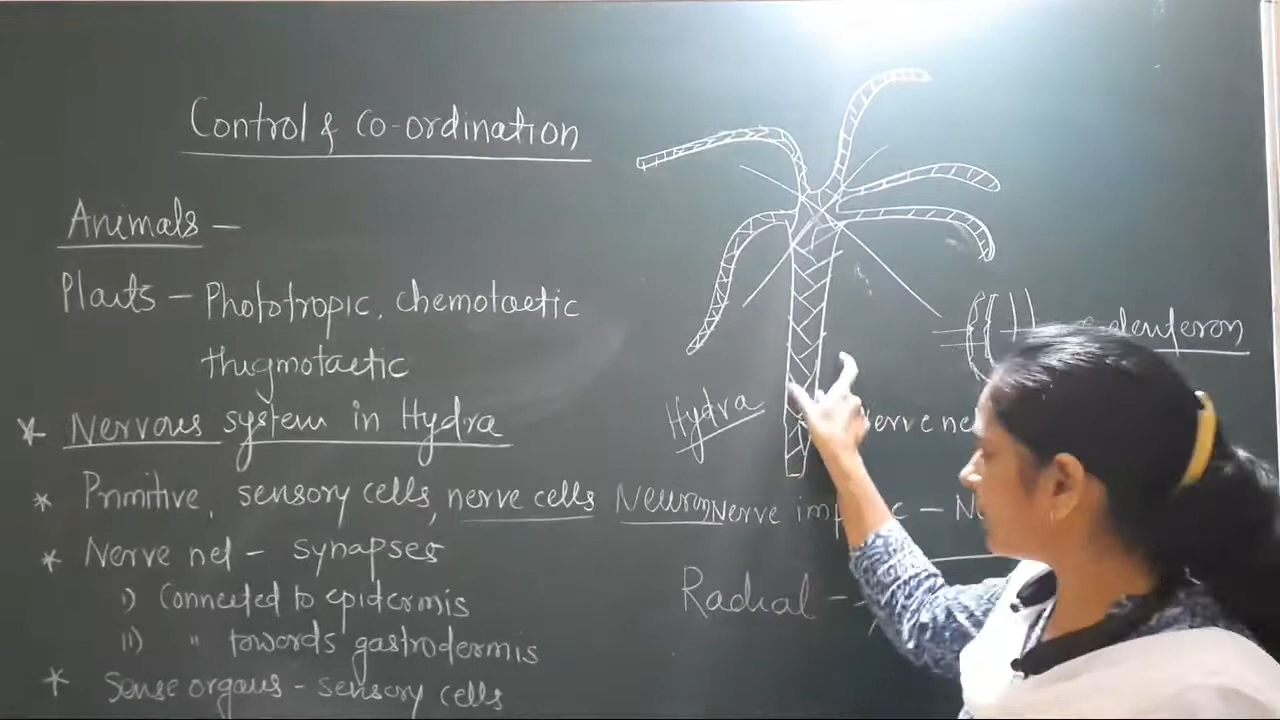 Control & Co-ordination
Animals -
Plants - Phototropic, chemotactic
thigmotactic
* Nervous system in Hydra
* Primitive, sensory cells, nerve cells Neuron
* Nerve net - synapses
i) Connected to epidermis
ii) " towards gastrodermis
* Sense organs - sensory cells
Hydra
Nerve
Radial -